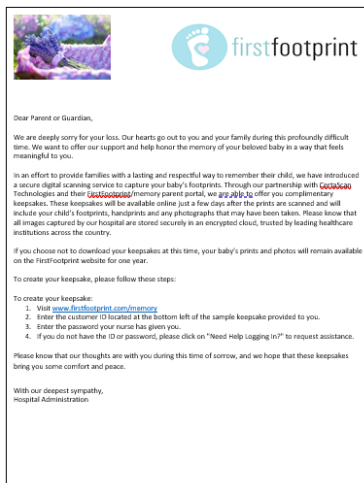 firstfootprint
Dear Parent or Guardian,
We are deeply sorry for your loss. Our hearts go out to you and your family during this profoundly difficult
time. We want to offer our support and help honor the memory of your beloved baby in a way that feels
meaningful to you.
In an effort to provide families with a lasting and respectful way to remember their child, we have introduced
a secure digital scanning service to capture your baby's footprints. Through our partnership with CertaScan
Technologies and their FirstFootprint/memory parent portal, we are able to offer you complimentary
keepsakes. These keepsakes will be available online just a few days after the prints are scanned and will
include your child's footprints, handprints and any photographs that may have been taken. Please know that
all images captured by our hospital are stored securely in an encrypted cloud, trusted by leading healthcare
institutions across the country.
If you choose not to download your keepsakes at this time, your baby's prints and photos will remain available
on the FirstFootprint website for one year.
To create your keepsake, please follow these steps:
To create your keepsake:
1. Visit www.firstfootprint.com/memory
2. Enter the customer ID located at the bottom left of the sample keepsake provided to you.
3. Enter the password your nurse has given you.
4. If you do not have the ID or password, please click on "Need Help Logging In?" to request assistance.
Please know that our thoughts are with you during this time of sorrow, and we hope that these keepsakes
bring you some comfort and peace.
With our deepest sympathy,
Hospital Administration